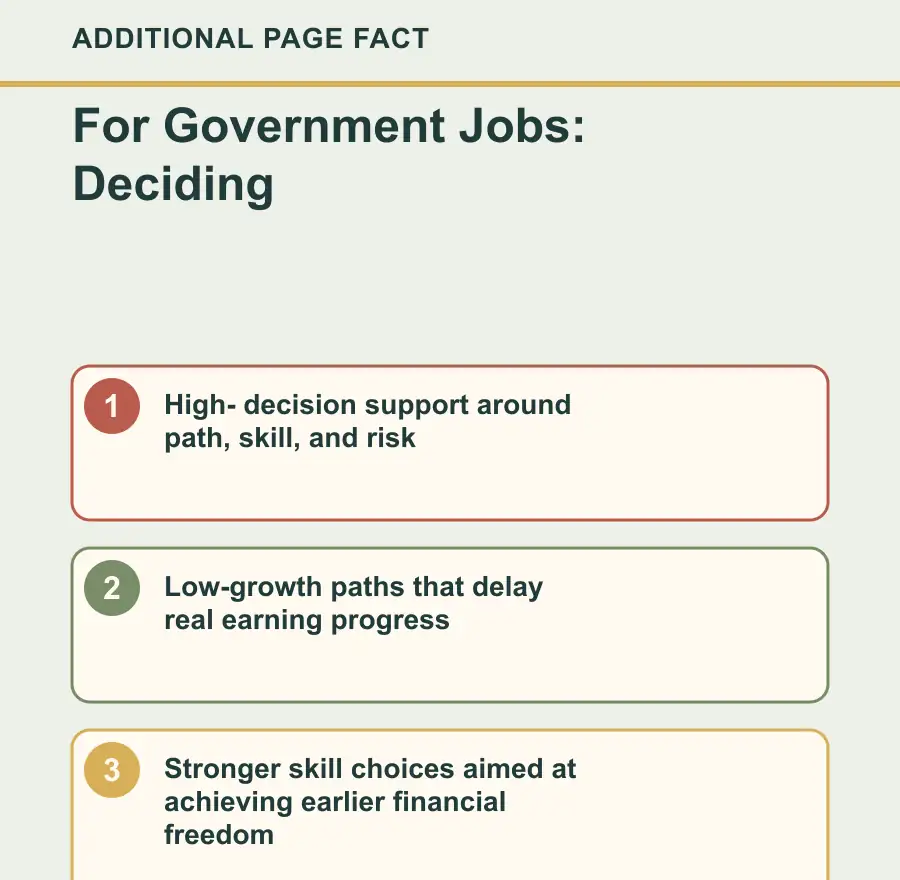 ADDITIONAL PAGE FACT
For Government Jobs:
Deciding
1
High- decision support around
path, skill, and risk
2
Low-growth paths that delay
real earning progress
3
Stronger skill choices aimed at
achieving earlier financial
freedom